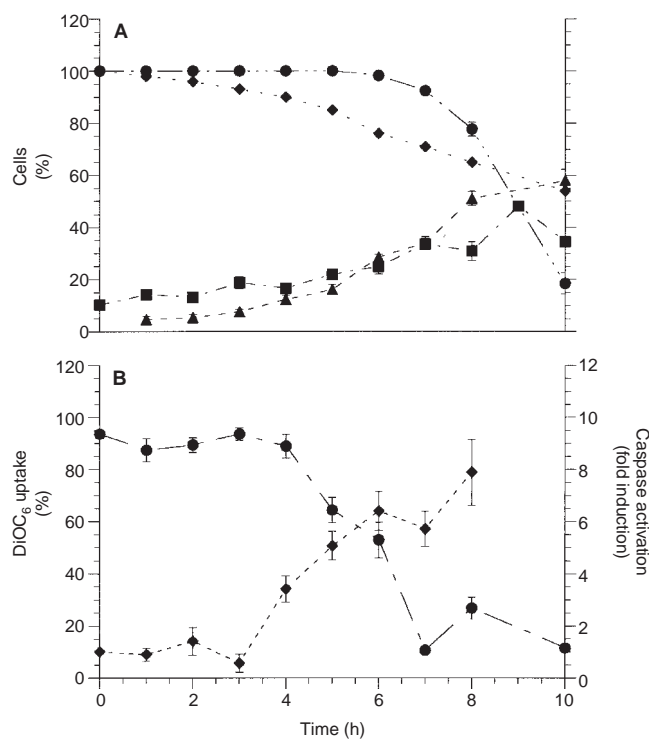 120
A
100
80
60
40
20
0
Cells
(%)
120
B
100
80
60
40
20
0
DiOC6 uptake
(%)
12
10
8
6
4
2
0
Caspase activation
(fold induction)
0 2 4 6 8 10
Time (h)